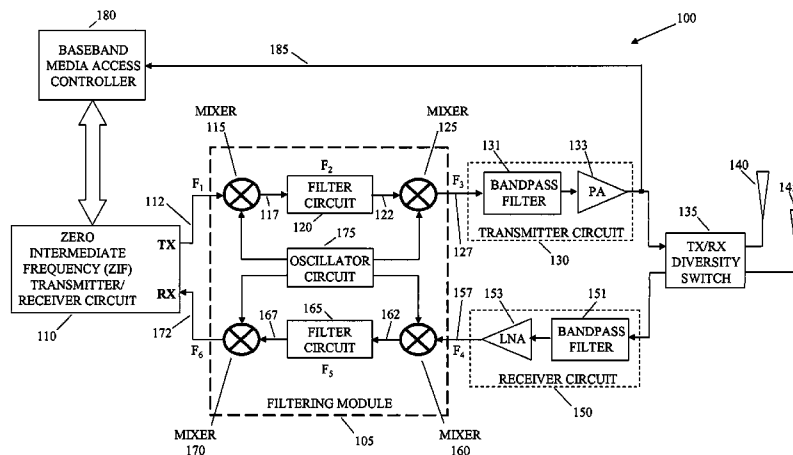 180
100
BASEBAND
MEDIA ACCESS
CONTROLLER
185
MIXER
115
MIXER
125
131
133
140
F2
F1
FILTER
CIRCUIT
F3
BANDPASS
FILTER
PA
112
117
120
122
127
TRANSMITTER CIRCUIT
130
135
TX/RX
DIVERSITY
SWITCH
175
OSCILLATOR
CIRCUIT
ZERO
INTERMEDIATE
FREQUENCY (ZIF)
TRANSMITTER/
RECEIVER CIRCUIT
TX
RX
110
172
165
167
FILTER
CIRCUIT
162
157
153
151
LNA
BANDPASS
FILTER
F6
F5
F4
RECEIVER CIRCUIT
150
FILTERING MODULE
105
MIXER
170
MIXER
160